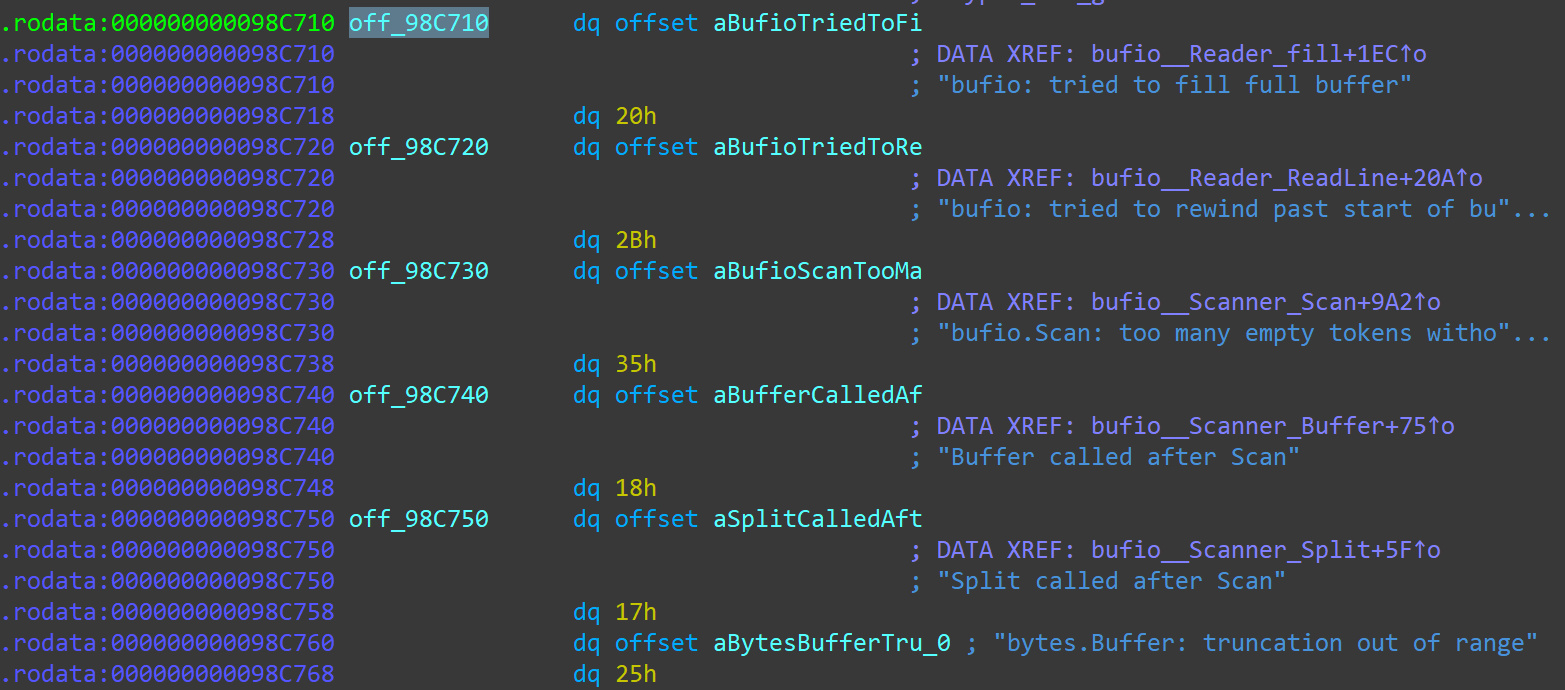 .rodata:000000000098C710 off_98C710 dq offset aBufioTriedToFi
.rodata:000000000098C710 ; DATA XREF: bufio__Reader_fill+1EC↑o
.rodata:000000000098C710 ; "bufio: tried to fill full buffer"
.rodata:000000000098C718 dq 20h
.rodata:000000000098C720 off_98C720 dq offset aBufioTriedToRe
.rodata:000000000098C720 ; DATA XREF: bufio__Reader_ReadLine+20A↑o
.rodata:000000000098C720 ; "bufio: tried to rewind past start of bu"...
.rodata:000000000098C728 dq 2Bh
.rodata:000000000098C730 off_98C730 dq offset aBufioScanTooMa
.rodata:000000000098C730 ; DATA XREF: bufio__Scanner_Scan+9A2↑o
.rodata:000000000098C730 ; "bufio.Scan: too many empty tokens witho"...
.rodata:000000000098C738 dq 35h
.rodata:000000000098C740 off_98C740 dq offset aBufferCalledAf
.rodata:000000000098C740 ; DATA XREF: bufio__Scanner_Buffer+75↑o
.rodata:000000000098C740 ; "Buffer called after Scan"
.rodata:000000000098C748 dq 18h
.rodata:000000000098C750 off_98C750 dq offset aSplitCalledAft
.rodata:000000000098C750 ; DATA XREF: bufio__Scanner_Split+5F↑o
.rodata:000000000098C750 ; "Split called after Scan"
.rodata:000000000098C758 dq 17h
.rodata:000000000098C760 dq offset aBytesBufferTru_0 ; "bytes.Buffer: truncation out of range"
.rodata:000000000098C768 dq 25h